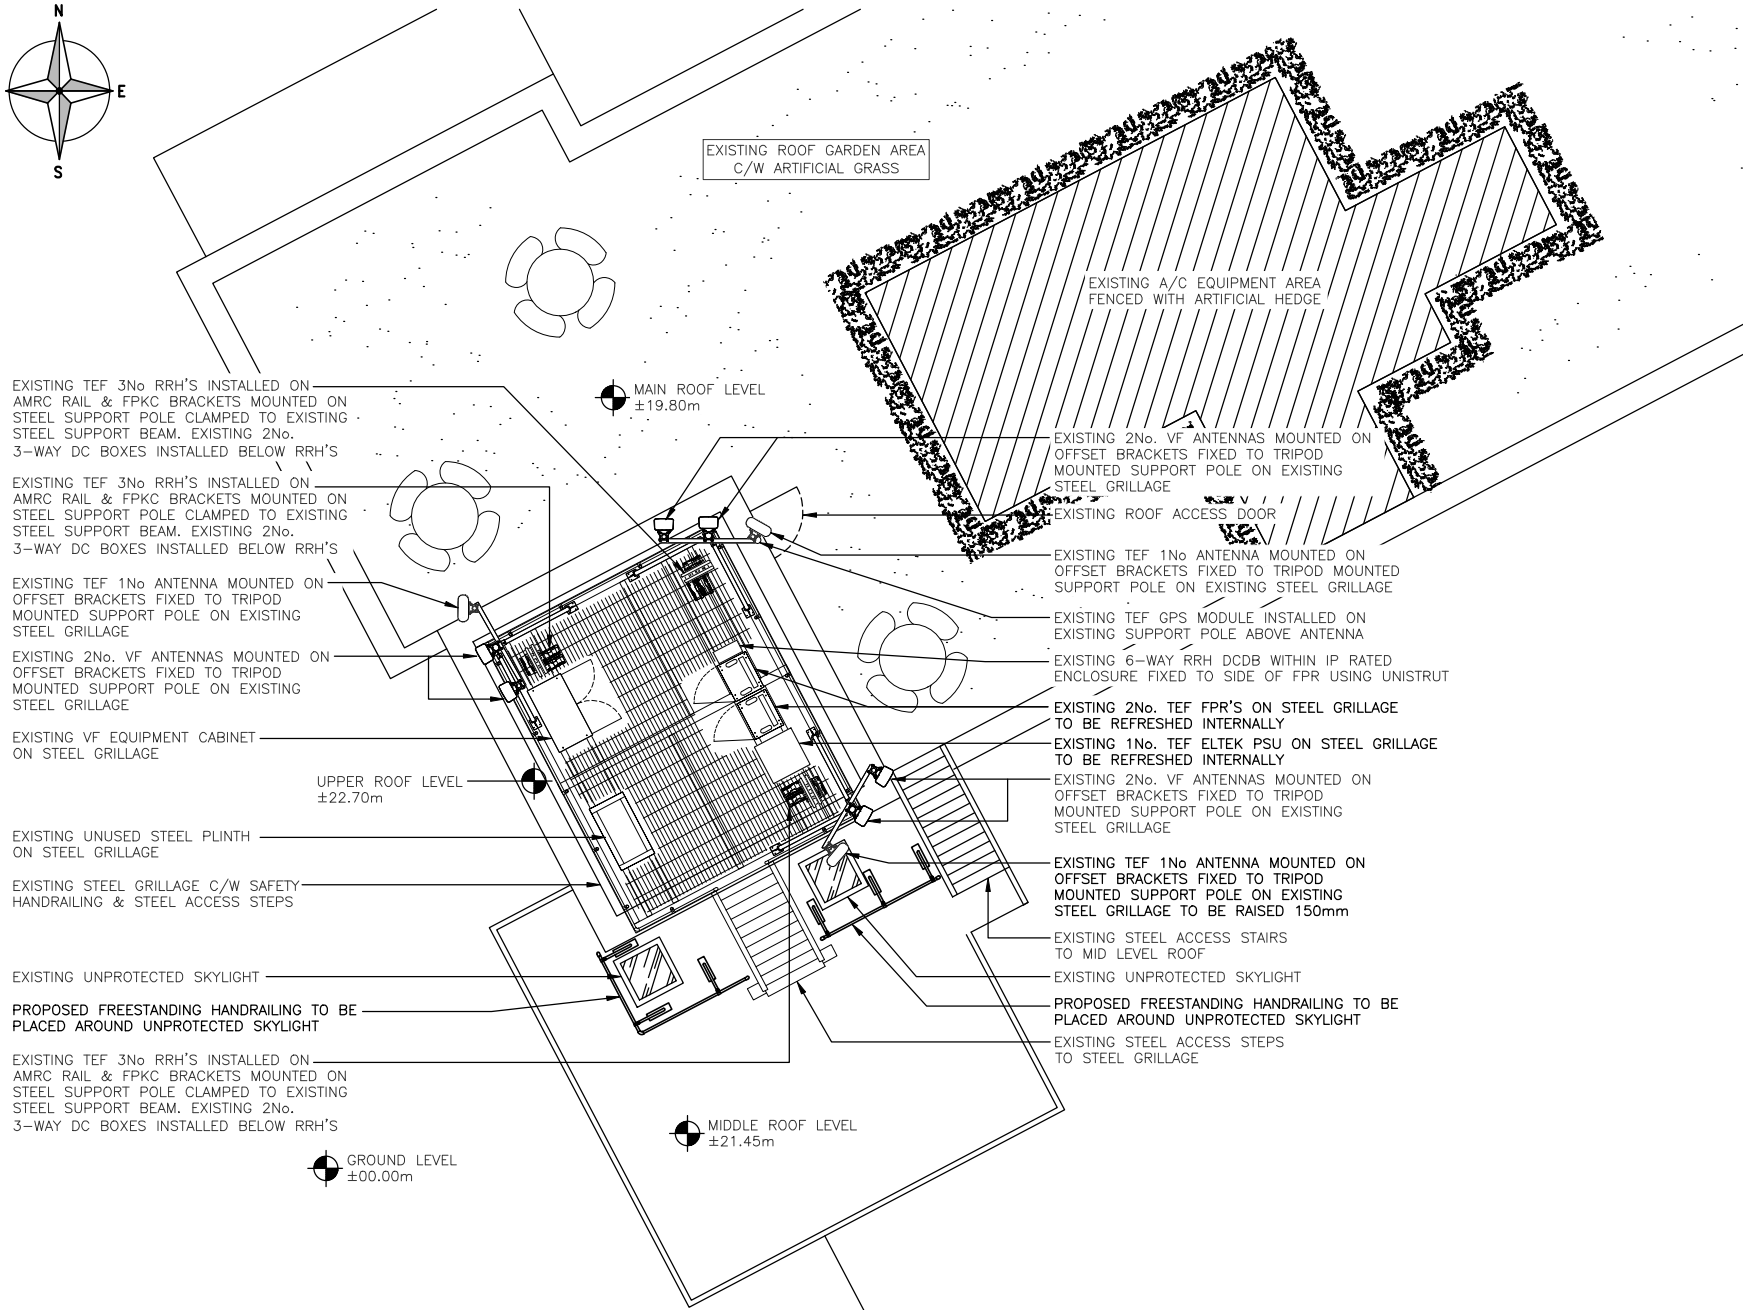 N
E
S
EXISTING ROOF GARDEN AREA
C/W ARTIFICIAL GRASS
EXISTING A/C EQUIPMENT AREA
FENCED WITH ARTIFICIAL HEDGE
MAIN ROOF LEVEL
±19.80m
EXISTING TEF 3No RRH'S INSTALLED ON
AMRC RAIL & FPKC BRACKETS MOUNTED ON
STEEL SUPPORT POLE CLAMPED TO EXISTING
STEEL SUPPORT BEAM. EXISTING 2No.
3-WAY DC BOXES INSTALLED BELOW RRH'S
EXISTING TEF 3No RRH'S INSTALLED ON
AMRC RAIL & FPKC BRACKETS MOUNTED ON
STEEL SUPPORT POLE CLAMPED TO EXISTING
STEEL SUPPORT BEAM. EXISTING 2No.
3-WAY DC BOXES INSTALLED BELOW RRH'S
EXISTING TEF 1No ANTENNA MOUNTED ON
OFFSET BRACKETS FIXED TO TRIPOD
MOUNTED SUPPORT POLE ON EXISTING
STEEL GRILLAGE
EXISTING 2No. VF ANTENNAS MOUNTED ON
OFFSET BRACKETS FIXED TO TRIPOD
MOUNTED SUPPORT POLE ON EXISTING
STEEL GRILLAGE
EXISTING VF EQUIPMENT CABINET
ON STEEL GRILLAGE
UPPER ROOF LEVEL
±22.70m
EXISTING UNUSED STEEL PLINTH
ON STEEL GRILLAGE
EXISTING STEEL GRILLAGE C/W SAFETY
HANDRAILING & STEEL ACCESS STEPS
EXISTING UNPROTECTED SKYLIGHT
PROPOSED FREESTANDING HANDRAILING TO BE
PLACED AROUND UNPROTECTED SKYLIGHT
EXISTING TEF 3No RRH'S INSTALLED ON
AMRC RAIL & FPKC BRACKETS MOUNTED ON
STEEL SUPPORT POLE CLAMPED TO EXISTING
STEEL SUPPORT BEAM. EXISTING 2No.
3-WAY DC BOXES INSTALLED BELOW RRH'S
GROUND LEVEL
±00.00m
MIDDLE ROOF LEVEL
±21.45m
EXISTING 2No. VF ANTENNAS MOUNTED ON
OFFSET BRACKETS FIXED TO TRIPOD
MOUNTED SUPPORT POLE ON EXISTING
STEEL GRILLAGE
EXISTING ROOF ACCESS DOOR
EXISTING TEF 1No ANTENNA MOUNTED ON
OFFSET BRACKETS FIXED TO TRIPOD MOUNTED
SUPPORT POLE ON EXISTING STEEL GRILLAGE
EXISTING TEF GPS MODULE INSTALLED ON
EXISTING SUPPORT POLE ABOVE ANTENNA
EXISTING 6-WAY RRH DCDB WITHIN IP RATED
ENCLOSURE FIXED TO SIDE OF FPR USING UNISTRUT
EXISTING 2No. TEF FPR'S ON STEEL GRILLAGE
TO BE REFRESHED INTERNALLY
EXISTING 1No. TEF ELTEK PSU ON STEEL GRILLAGE
TO BE REFRESHED INTERNALLY
EXISTING 2No. VF ANTENNAS MOUNTED ON
OFFSET BRACKETS FIXED TO TRIPOD
MOUNTED SUPPORT POLE ON EXISTING
STEEL GRILLAGE
EXISTING TEF 1No ANTENNA MOUNTED ON
OFFSET BRACKETS FIXED TO TRIPOD
MOUNTED SUPPORT POLE ON EXISTING
STEEL GRILLAGE TO BE RAISED 150mm
EXISTING STEEL ACCESS STAIRS
TO MID LEVEL ROOF
EXISTING UNPROTECTED SKYLIGHT
PROPOSED FREESTANDING HANDRAILING TO BE
PLACED AROUND UNPROTECTED SKYLIGHT
EXISTING STEEL ACCESS STEPS
TO STEEL GRILLAGE